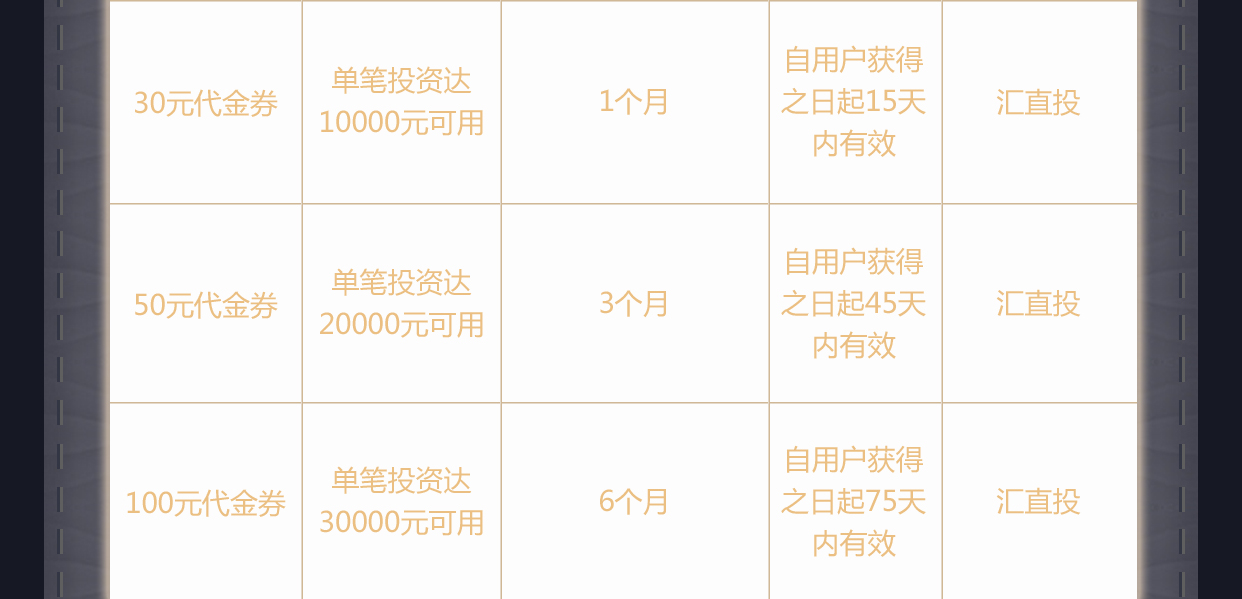 30元代金券
单笔投资达
10000元可用
1个月
自用户获得
之日起15天
内有效
汇直投
50元代金券
单笔投资达
20000元可用
3个月
自用户获得
之日起45天
内有效
汇直投
100元代金券
单笔投资达
30000元可用
6个月
自用户获得
之日起75天
内有效
汇直投